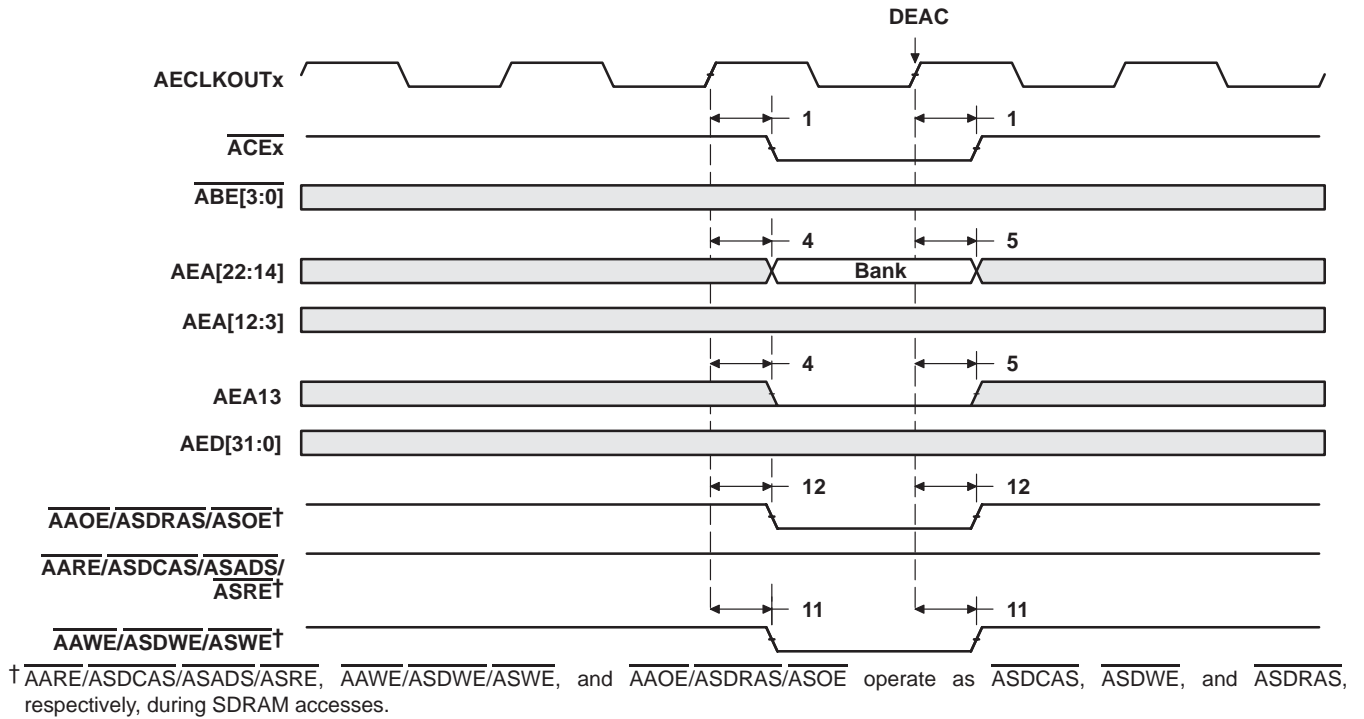 DEAC
AECLKOUTx
1 1
ACEx
ABE[3:0]
4 5
AEA[22:14] Bank
AEA[12:3]
4 5
AEA13
AED[31:0]
12 12
AAOE/ASDRAS/ASOE†
AARE/ASDCAS/ASADS/
ASRE†
11 11
AAWE/ASDWE/ASWE†
† AARE/ASDCAS/ASADS/ASRE, AAWE/ASDWE/ASWE, and AAOE/ASDRAS/ASOE operate as ASDCAS, ASDWE, and ASDRAS,
respectively, during SDRAM accesses.